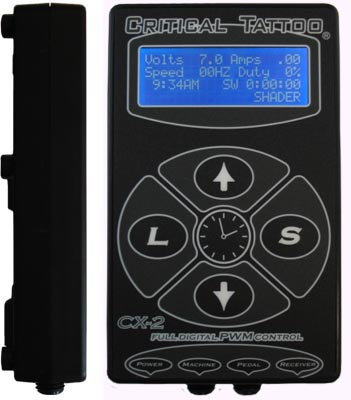 CRITICAL TATTOO®
Volts 7.0 Amps .00
Speed 00HZ Duty 0%
9:34AM SW 0:00:00
SHADER
L
S
CX-2
FULL DIGITAL PWM CONTROL
POWER MACHINE PEDAL RECEIVER